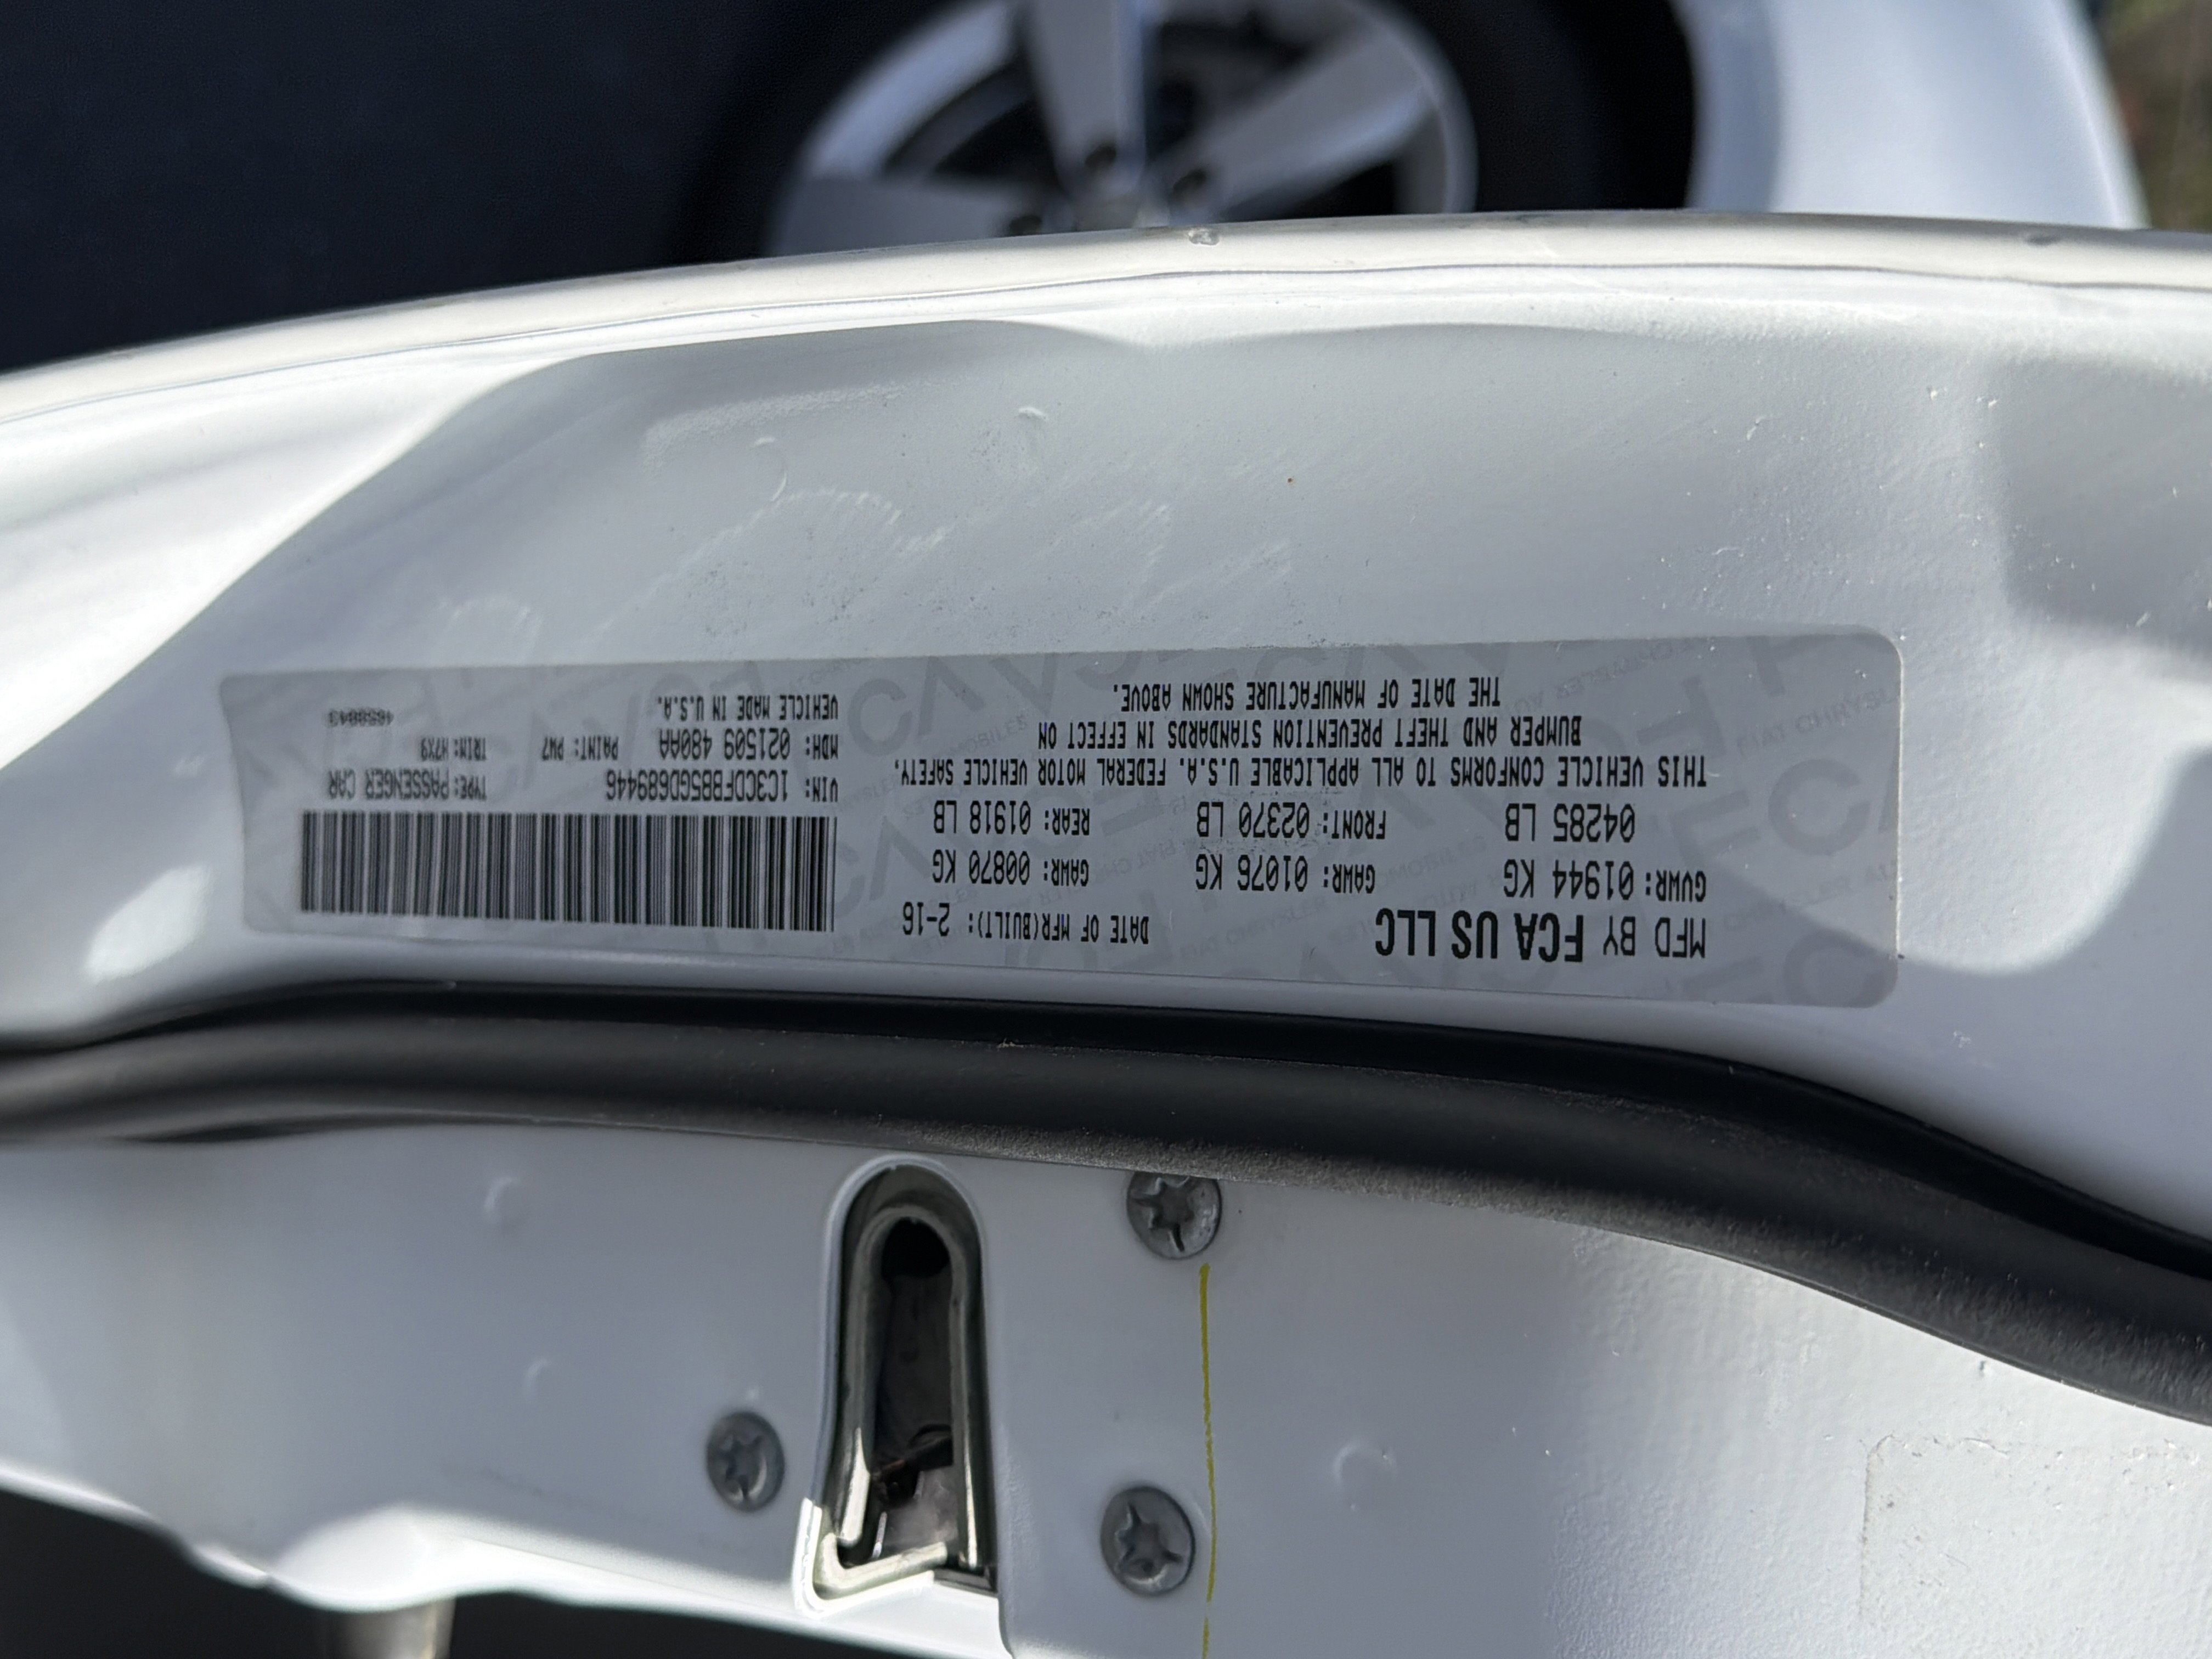 MFD BY FCA US LLC
DATE OF MFR(BUILT): 2-16
GVWR: 01944 KG
GAWR: 01076 KG
GAWR: 00870 KG
04285 LB
FRONT: 02370 LB
REAR: 01918 LB
THIS VEHICLE CONFORMS TO ALL APPLICABLE U.S.A. FEDERAL MOTOR VEHICLE SAFETY,
BUMPER AND THEFT PREVENTION STANDARDS IN EFFECT ON
THE DATE OF MANUFACTURE SHOWN ABOVE.
VIN: 1C3CDFBB5GD689446
TYPE: PASSENGER CAR
MDH: 021509 480AA
PAINT: PW7
TRIM: H7X9
VEHICLE MADE IN U.S.A.